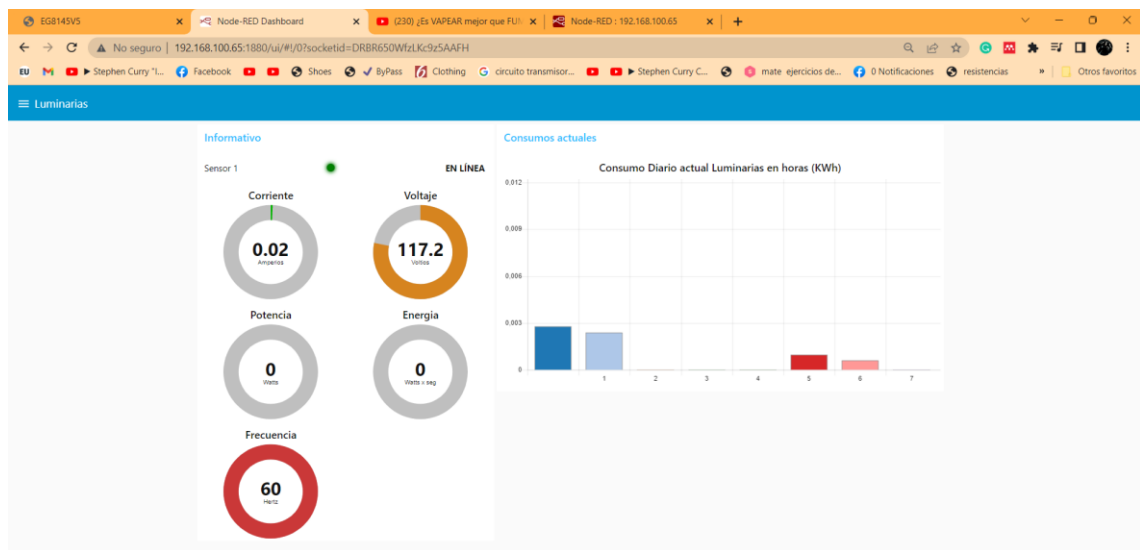 EG8145V5
Node-RED Dashboard
(230) ¿Es VAPEAR mejor que FUM
Node-RED : 192.168.100.65
No seguro | 192.168.100.65:1880/ui/#!/0?socketid=DRBR650WfzLKc9z5AAFH
EU
▶ Stephen Curry "I...
Facebook
Shoes
ByPass
Clothing
circuito transmisor...
▶ Stephen Curry C...
mate ejercicios de...
0 Notificaciones
resistencias
»
Otros favoritos
Luminarias
Informativo
Sensor 1
EN LÍNEA
Corriente
0.02
Amperios
Voltaje
117.2
Voltios
Potencia
0
Watts
Energia
0
Watts x seg
Frecuencia
60
Hertz
Consumos actuales
Consumo Diario actual Luminarias en horas (KWh)
0.012
0.009
0.006
0.003
0
1 2 3 4 5 6 7